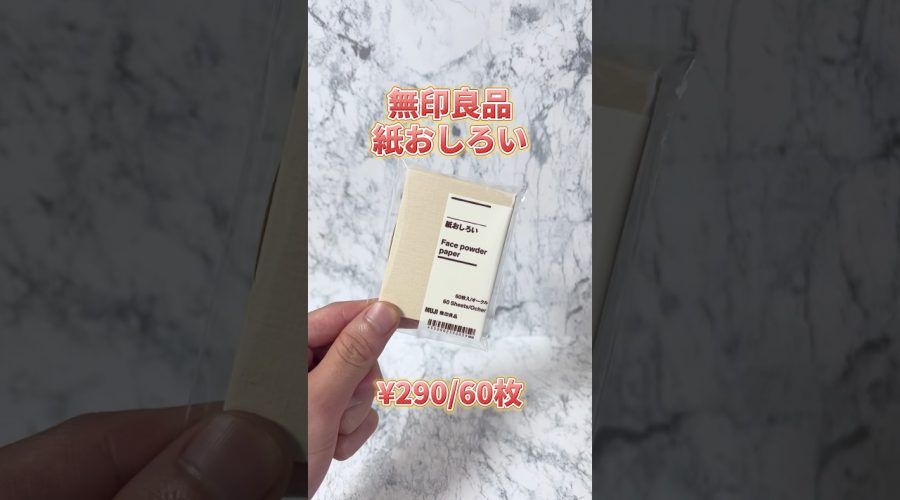 無印良品
紙おしろい
紙おしろい
Face powder
paper
60枚入/オークル
60 Sheets/Ocher
MUJI 無印良品
¥290/60枚